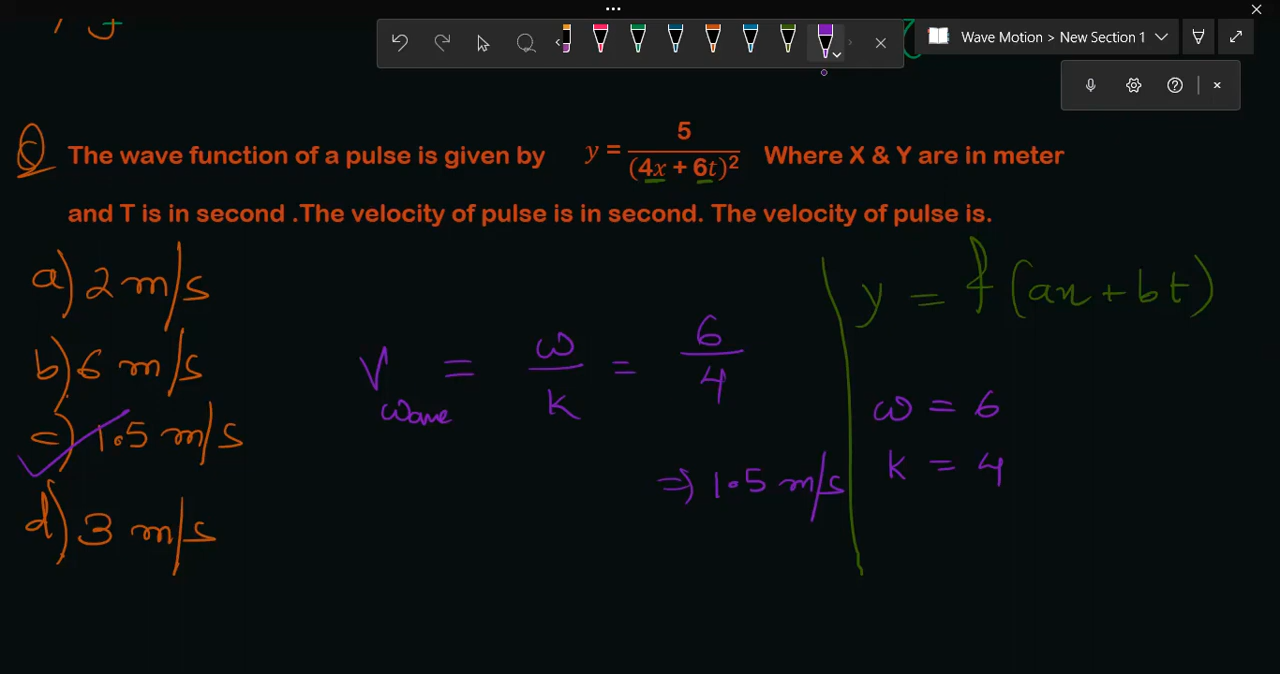 Wave Motion > New Section 1
Q The wave function of a pulse is given by y = 5/(4x + 6t)² Where X & Y are in meter
and T is in second .The velocity of pulse is in second. The velocity of pulse is.
a) 2 m/s
b) 6 m/s
c) 1.5 m/s
d) 3 m/s
V wave = ω/k = 6/4
⇒ 1.5 m/s
y = f (ax + bt)
ω = 6
k = 4